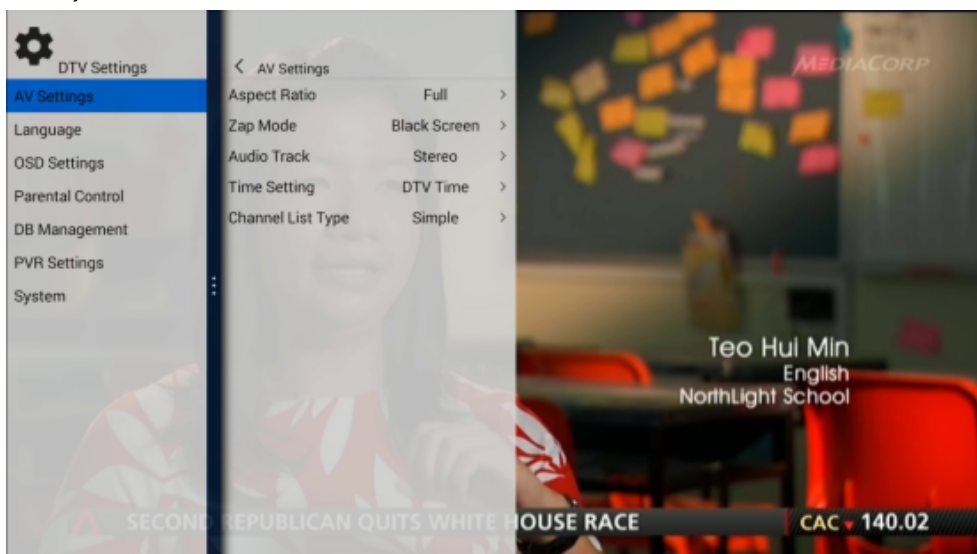 DTV Settings
AV Settings
Language
OSD Settings
Parental Control
DB Management
PVR Settings
System
AV Settings
Aspect Ratio Full
Zap Mode Black Screen
Audio Track Stereo
Time Setting DTV Time
Channel List Type Simple
MEDIACORP
Teo Hui Min
English
NorthLight School
SECOND REPUBLICAN QUITS WHITE HOUSE RACE
CAC 140.02